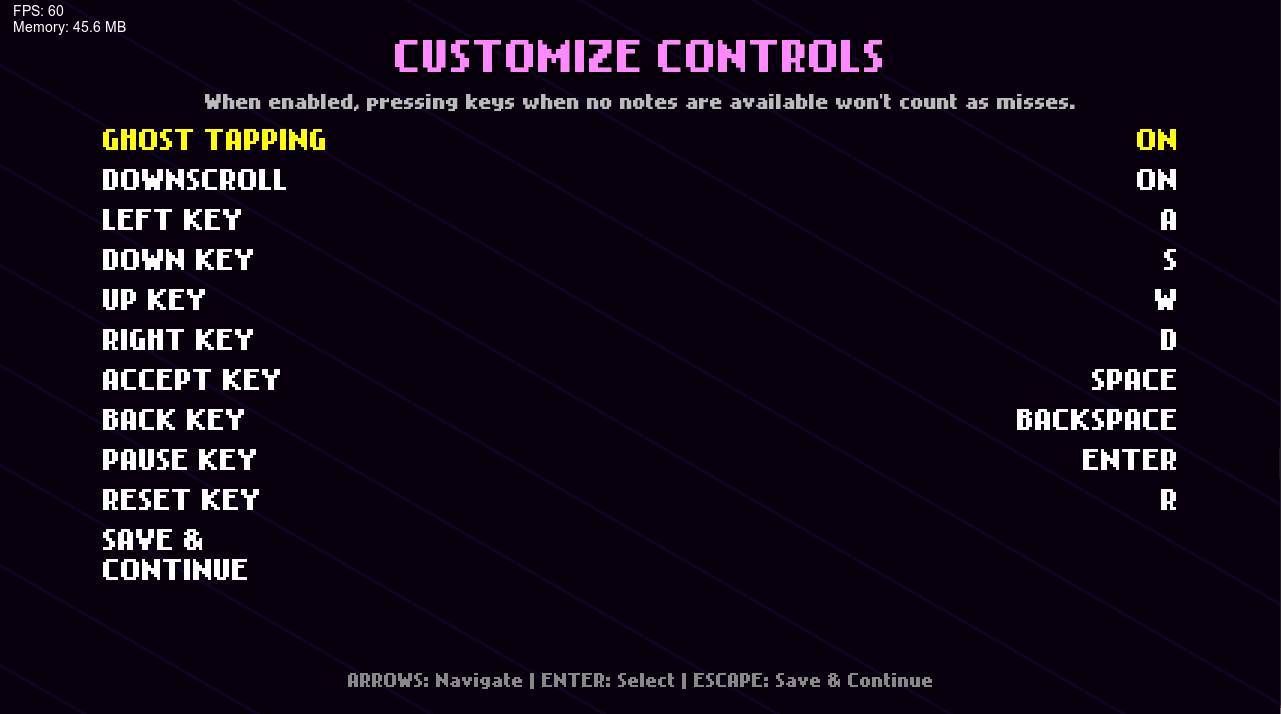 FPS: 60
Memory: 45.6 MB
CUSTOMIZE CONTROLS
When enabled, pressing keys when no notes are available won't count as misses.
GHOST TAPPING ON
DOWNSCROLL ON
LEFT KEY A
DOWN KEY S
UP KEY W
RIGHT KEY D
ACCEPT KEY SPACE
BACK KEY BACKSPACE
PAUSE KEY ENTER
RESET KEY R
SAVE &
CONTINUE
ARROWS: Navigate | ENTER: Select | ESCAPE: Save & Continue